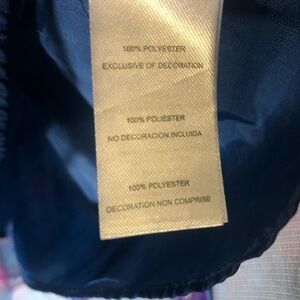 100% POLYESTER
EXCLUSIVE OF DECORATION
100% POLIESTER
NO DECORACION INCLUIDA
100% POLYESTER
DECORATION NON COMPRISE